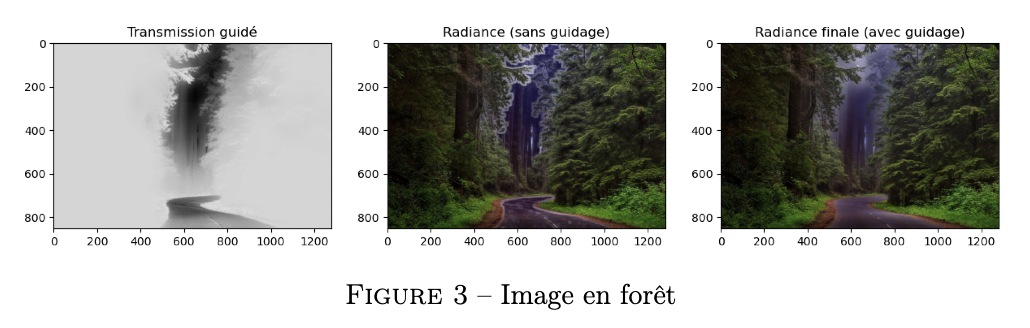 Transmission guidé
Radiance (sans guidage)
Radiance finale (avec guidage)
0
200
400
600
800
0 200 400 600 800 1000 1200
0
200
400
600
800
0 200 400 600 800 1000 1200
0
200
400
600
800
0 200 400 600 800 1000 1200
FIGURE 3 – Image en forêt